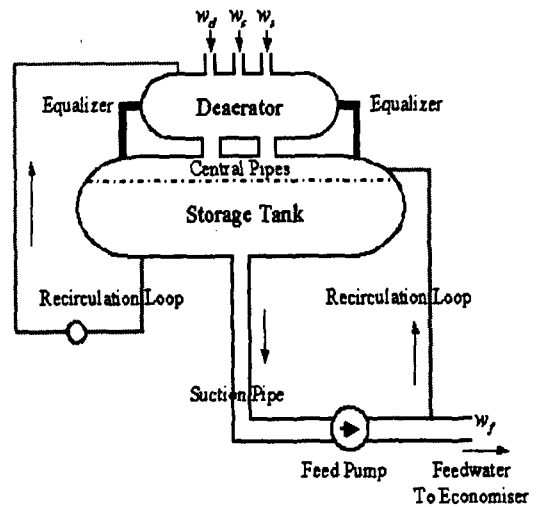 w_d w_c w_s
Equalizer
Deaerator
Equalizer
Central Pipes
Storage Tank
Recirculation Loop
Recirculation Loop
Suction Pipe
w_f
Feed Pump
Feedwater
To Economiser